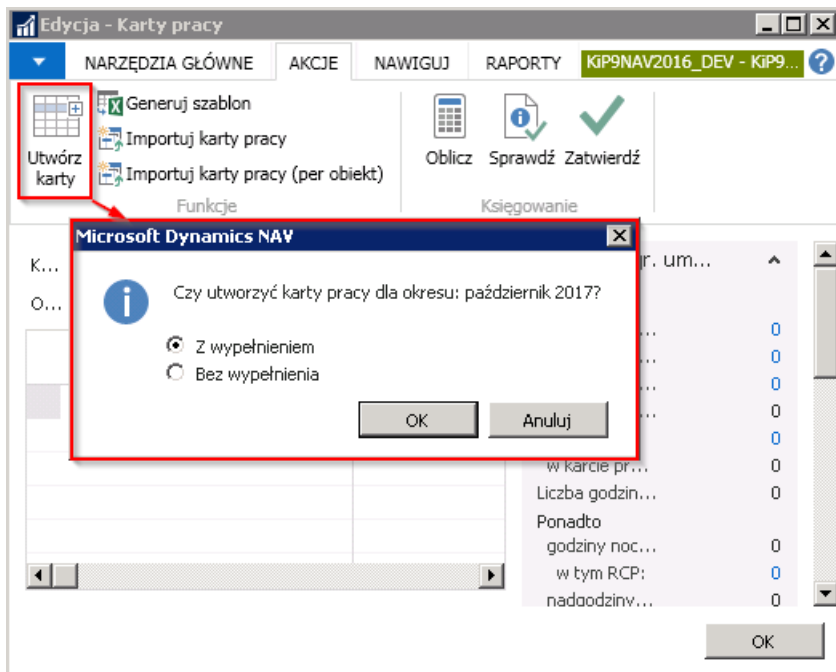 Edycja - Karty pracy
NARZĘDZIA GŁÓWNE AKCJE NAWIGUJ RAPORTY KiP9NAV2016_DEV - KiP9... ?
Utwórz karty
Generuj szablon
Importuj karty pracy
Importuj karty pracy (per obiekt)
Oblicz Sprawdź Zatwierdź
Funkcje Księgowanie
Microsoft Dynamics NAV
Czy utworzyć karty pracy dla okresu: październik 2017?
Z wypełnieniem
Bez wypełnienia
OK Anuluj
K...
O...
um...
0
0
0
0
0
w karcie pr... 0
Liczba godzin... 0
Ponadto
godziny noc... 0
w tym RCP: 0
nadgodziny... 0
OK